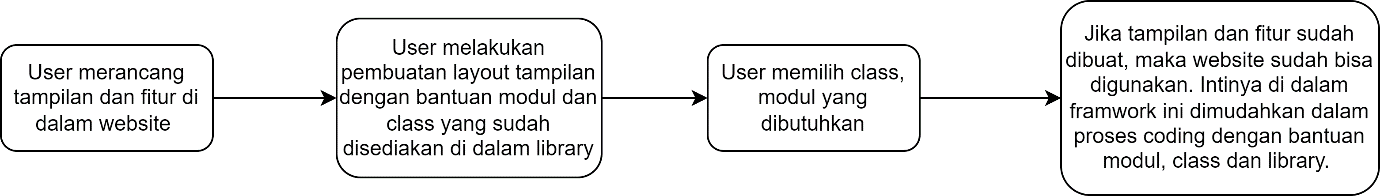 User merancang
tampilan dan fitur di
dalam website
User melakukan
pembuatan layout tampilan
dengan bantuan modul dan
class yang sudah
disediakan di dalam library
User memilih class,
modul yang
dibutuhkan
Jika tampilan dan fitur sudah
dibuat, maka website sudah bisa
digunakan. Intinya di dalam
framwork ini dimudahkan dalam
proses coding dengan bantuan
modul, class dan library.